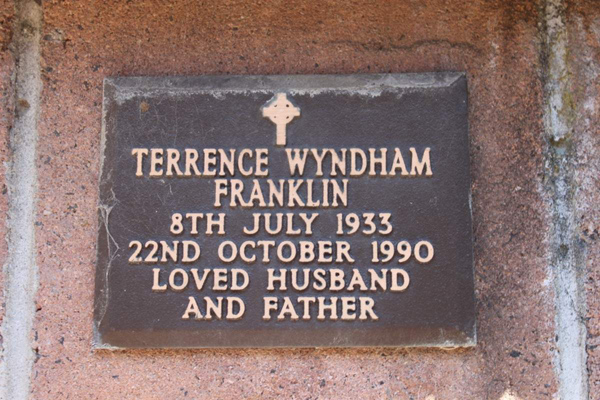 TERRENCE WYNDHAM
FRANKLIN
8TH JULY 1933
22ND OCTOBER 1990
LOVED HUSBAND
AND FATHER